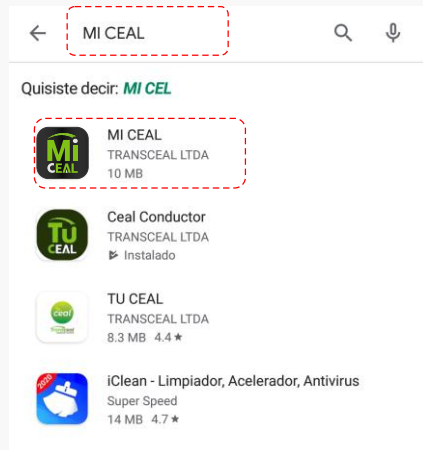 MI CEAL
Quisiste decir: MI CEL
Mi
CEAL
MI CEAL
TRANSCEAL LTDA
10 MB
TU
CEAL
Ceal Conductor
TRANSCEAL LTDA
Instalado
ceal
TU CEAL
TRANSCEAL LTDA
8.3 MB 4.4 ★
2020
iClean - Limpiador, Acelerador, Antivirus
Super Speed
14 MB 4.7 ★